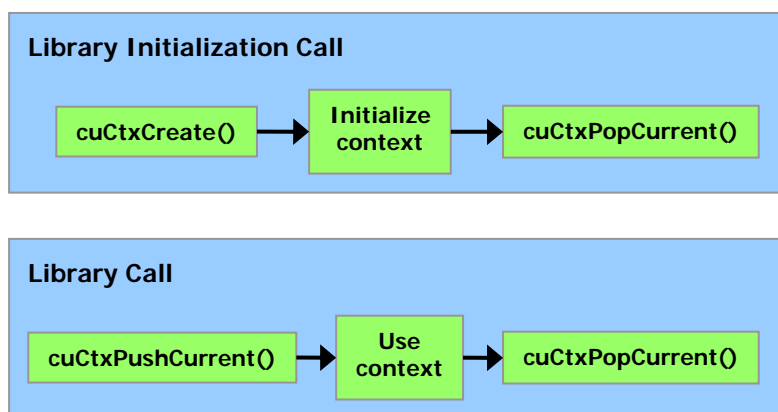 Library Initialization Call
cuCtxCreate()
Initialize
context
cuCtxPopCurrent()
Library Call
cuCtxPushCurrent()
Use
context
cuCtxPopCurrent()